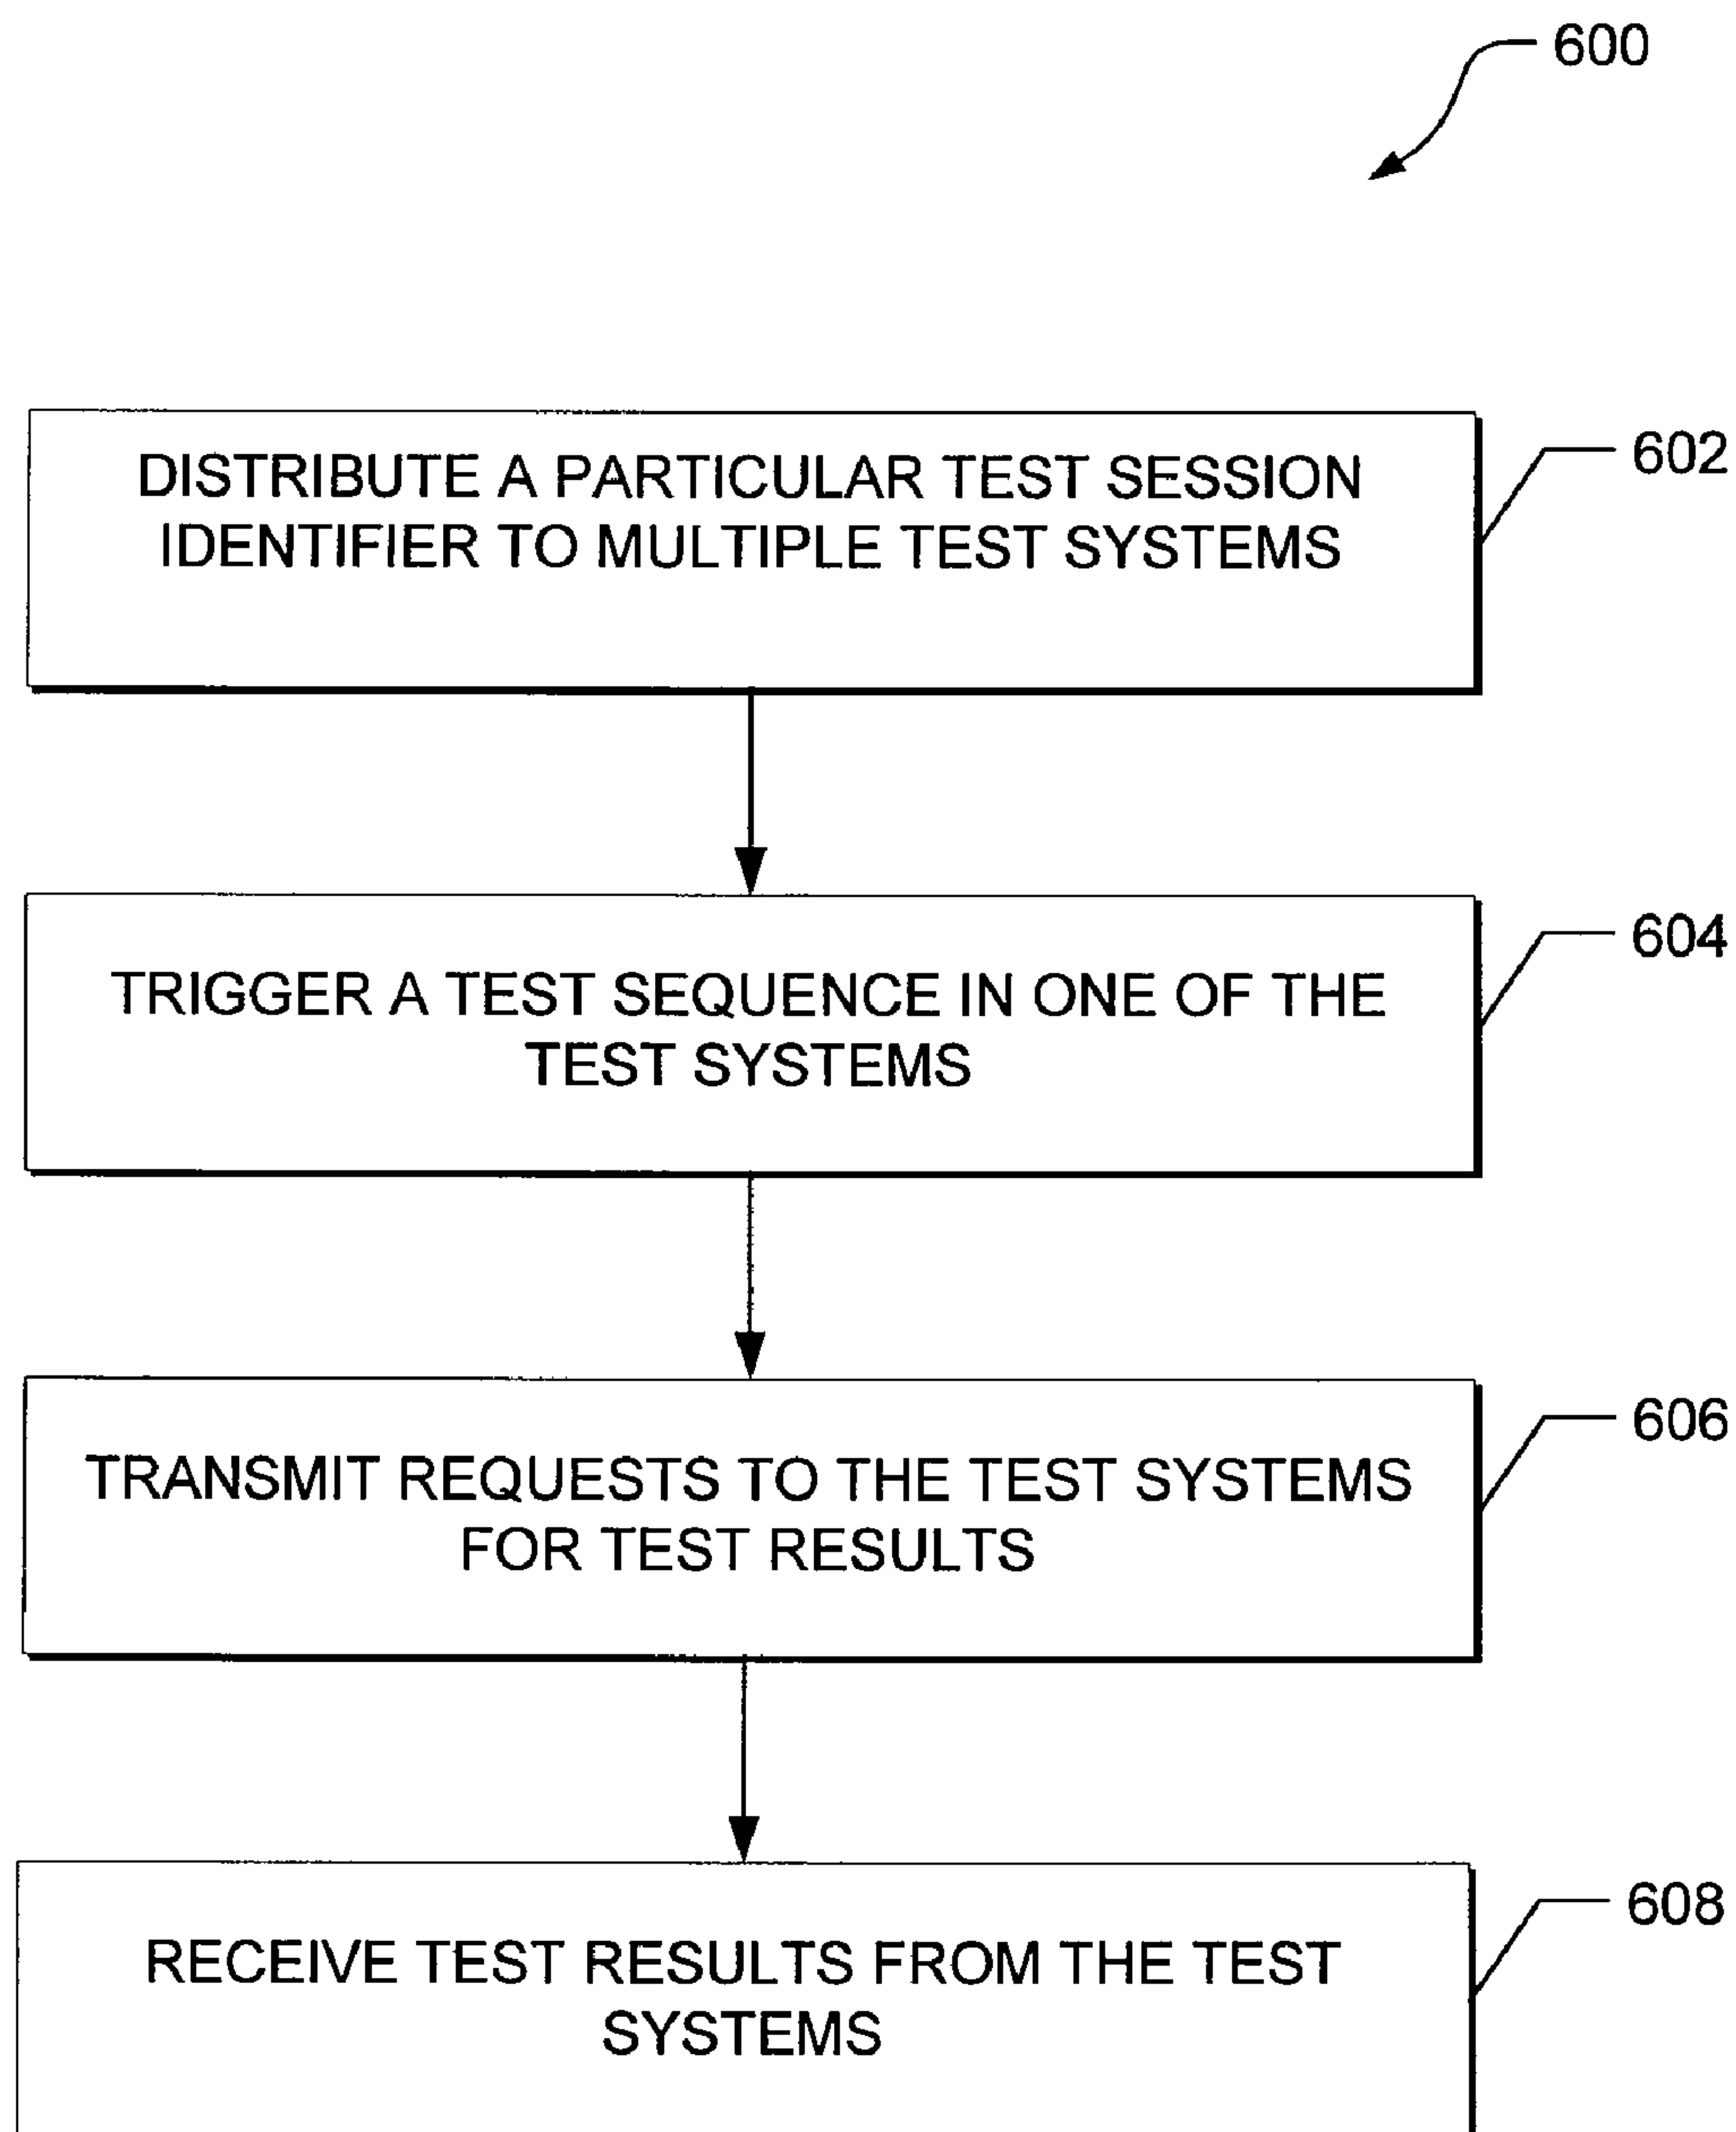 600
DISTRIBUTE A PARTICULAR TEST SESSION
IDENTIFIER TO MULTIPLE TEST SYSTEMS
602
TRIGGER A TEST SEQUENCE IN ONE OF THE
TEST SYSTEMS
604
TRANSMIT REQUESTS TO THE TEST SYSTEMS
FOR TEST RESULTS
606
RECEIVE TEST RESULTS FROM THE TEST
SYSTEMS
608